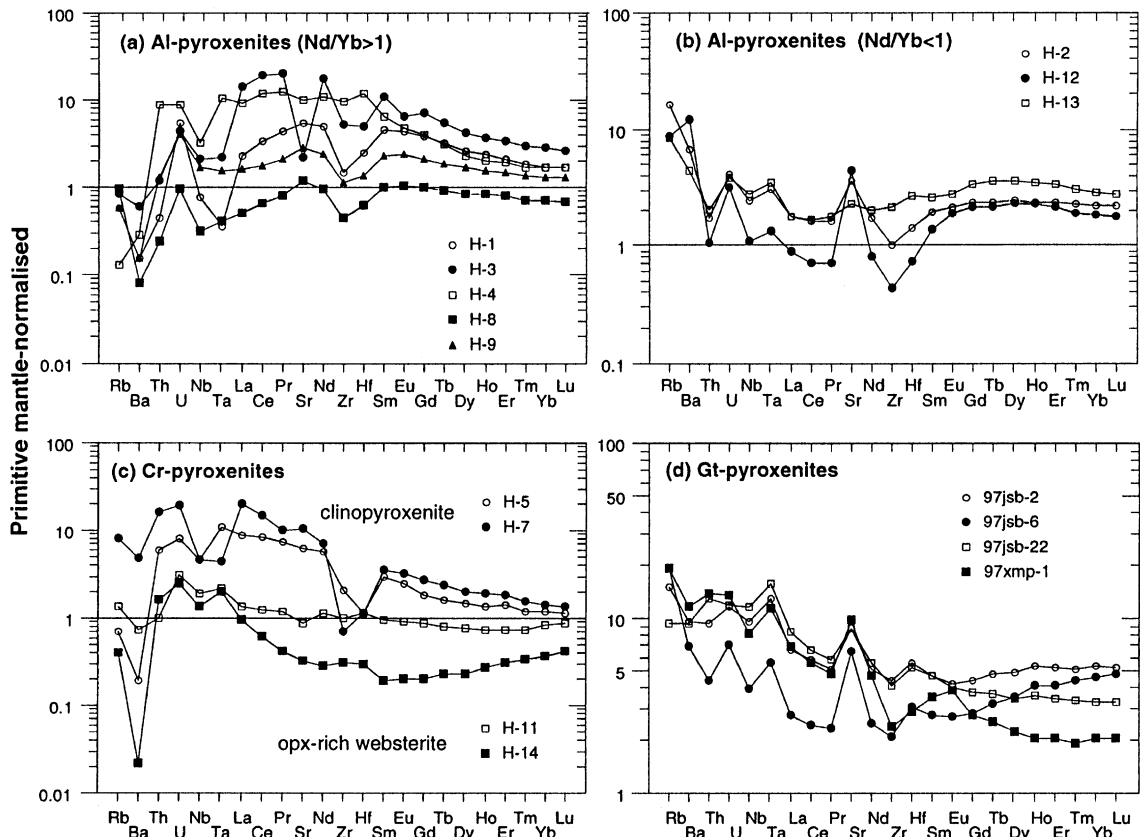 Primitive mantle-normalised
100
10
1
0.1
0.01
(a) Al-pyroxenites (Nd/Yb>1)
H-1
H-3
H-4
H-8
H-9
Rb Th Nb La Pr Nd Hf Eu Tb Ho Tm Lu
Ba U Ta Ce Sr Zr Sm Gd Dy Er Yb
100
10
1
0.1
(b) Al-pyroxenites (Nd/Yb<1)
H-2
H-12
H-13
Rb Th Nb La Pr Nd Hf Eu Tb Ho Tm Lu
Ba U Ta Ce Sr Zr Sm Gd Dy Er Yb
100
10
1
0.1
0.01
(c) Cr-pyroxenites
clinopyroxenite
H-5
H-7
opx-rich websterite
H-11
H-14
Rb Th Nb La Pr Nd Hf Eu Tb Ho Tm Lu
Ba U Ta Ce Sr Zr Sm Gd Dy Er Yb
100
50
10
5
1
(d) Gt-pyroxenites
97jsb-2
97jsb-6
97jsb-22
97xmp-1
Rb Th Nb La Pr Nd Hf Eu Tb Ho Tm Lu
Ba U Ta Ce Sr Zr Sm Gd Dy Er Yb